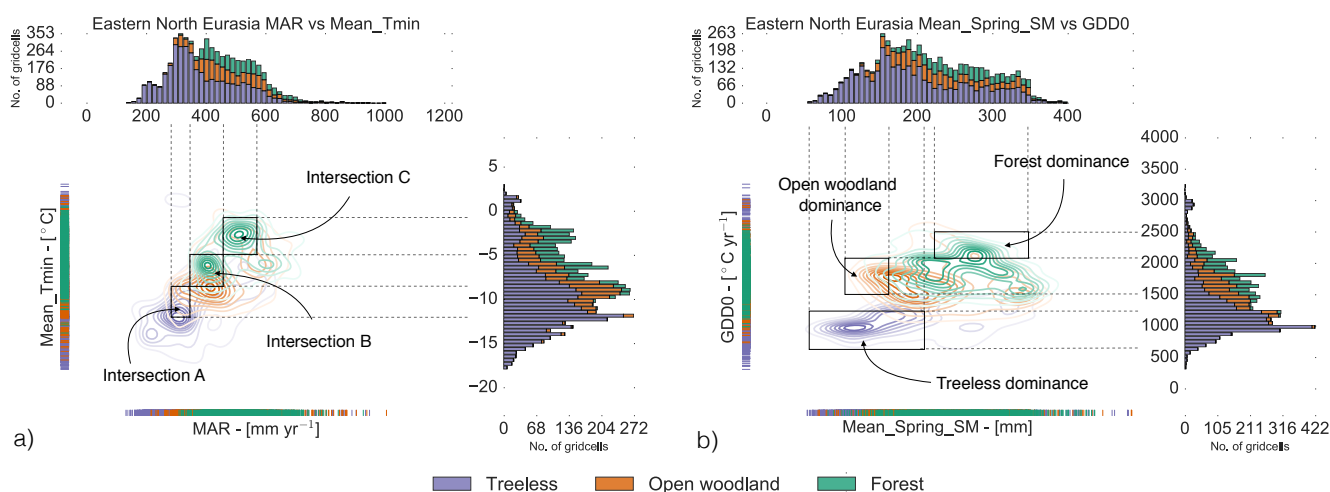 Eastern North Eurasia MAR vs Mean_Tmin
No. of gridcells
353
264
176
88
0
0
200
400
600
800
1000
1200
Intersection C
Intersection B
Intersection A
Mean_Tmin - [°C]
5
0
−5
−10
−15
−20
0
68
136
204
272
No. of gridcells
MAR - [mm yr−1]
a)
Eastern North Eurasia Mean_Spring_SM vs GDD0
No. of gridcells
263
198
132
66
0
0
100
200
300
400
Forest dominance
Open woodland
dominance
Treeless dominance
GDD0 - [°C yr−1]
4000
3500
3000
2500
2000
1500
1000
500
0
0
105
211
316
422
No. of gridcells
Mean_Spring_SM - [mm]
b)
Treeless
Open woodland
Forest